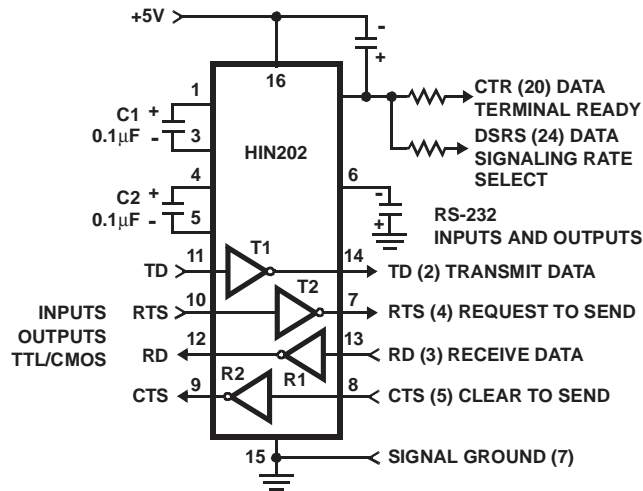 +5V
-
+
16
1
CTR (20) DATA
TERMINAL READY
C1
+
0.1µF
-
3
HIN202
DSRS (24) DATA
SIGNALING RATE
SELECT
4
6
C2
+
0.1µF
-
5
-
+
RS-232
INPUTS AND OUTPUTS
11
T1
14
TD
TD (2) TRANSMIT DATA
T2
INPUTS
OUTPUTS
TTL/CMOS
10
7
RTS
RTS (4) REQUEST TO SEND
12
13
RD
RD (3) RECEIVE DATA
R2
R1
9
8
CTS
CTS (5) CLEAR TO SEND
15
SIGNAL GROUND (7)